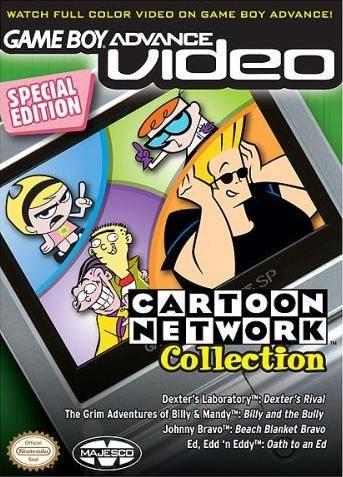 WATCH FULL COLOR VIDEO ON GAME BOY ADVANCE!
GAME BOY ADVANCE
video
SPECIAL
EDITION
SP
CARTOON
NETWORK™
Collection
Dexter's Laboratory™: Dexter's Rival
The Grim Adventures of Billy & Mandy™: Billy and the Bully
Johnny Bravo™: Beach Blanket Bravo
Ed, Edd 'n Eddy™: Oath to an Ed
Official
Nintendo
Seal
MAJESCO